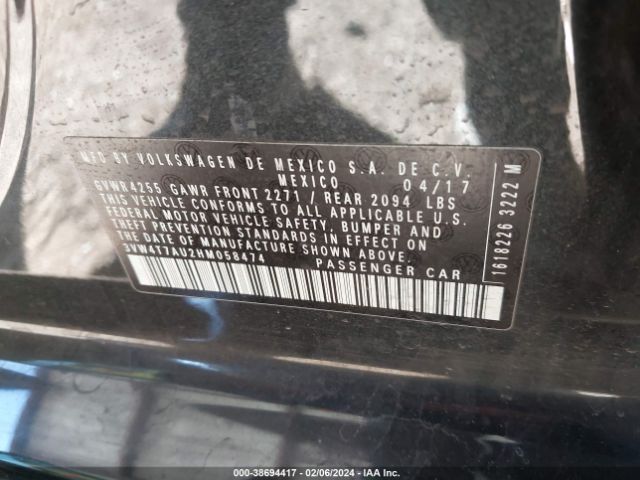 MFD BY VOLKSWAGEN DE MEXICO S.A. DE C.V.
MEXICO 04/17
GVWR4255 GAWR FRONT 2271 / REAR 2094 LBS
THIS VEHICLE CONFORMS TO ALL APPLICABLE U.S.
FEDERAL MOTOR VEHICLE SAFETY, BUMPER AND
THEFT PREVENTION STANDARDS IN EFFECT ON
THE DATE OF MANUFACTURE SHOWN ABOVE.
3VW417AU2HM058474 PASSENGER CAR
1618226 3222 M
000-38694417 - 02/06/2024 - IAA Inc.